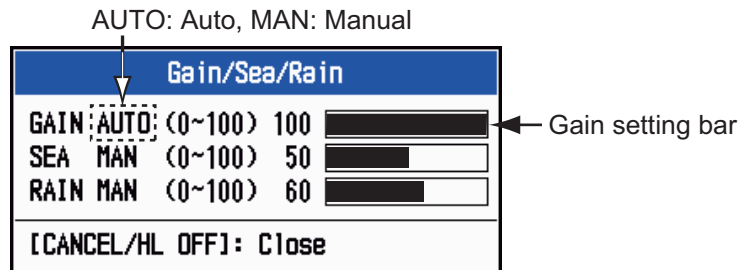 AUTO: Auto, MAN: Manual
Gain/Sea/Rain
GAIN AUTO (0~100) 100
Gain setting bar
SEA MAN (0~100) 50
RAIN MAN (0~100) 60
[CANCEL/HL OFF]: Close